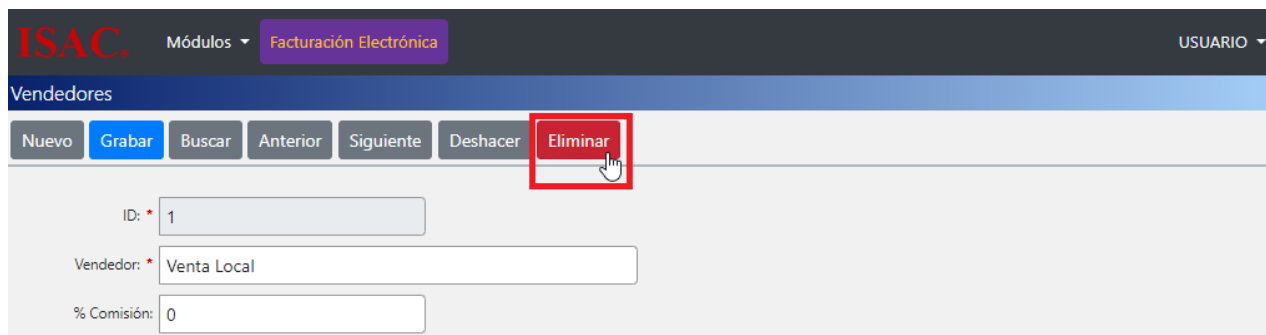 ISAC. Módulos Facturación Electrónica USUARIO
Vendedores
Nuevo Grabar Buscar Anterior Siguiente Deshacer Eliminar
ID: * 1
Vendedor: * Venta Local
% Comisión: 0